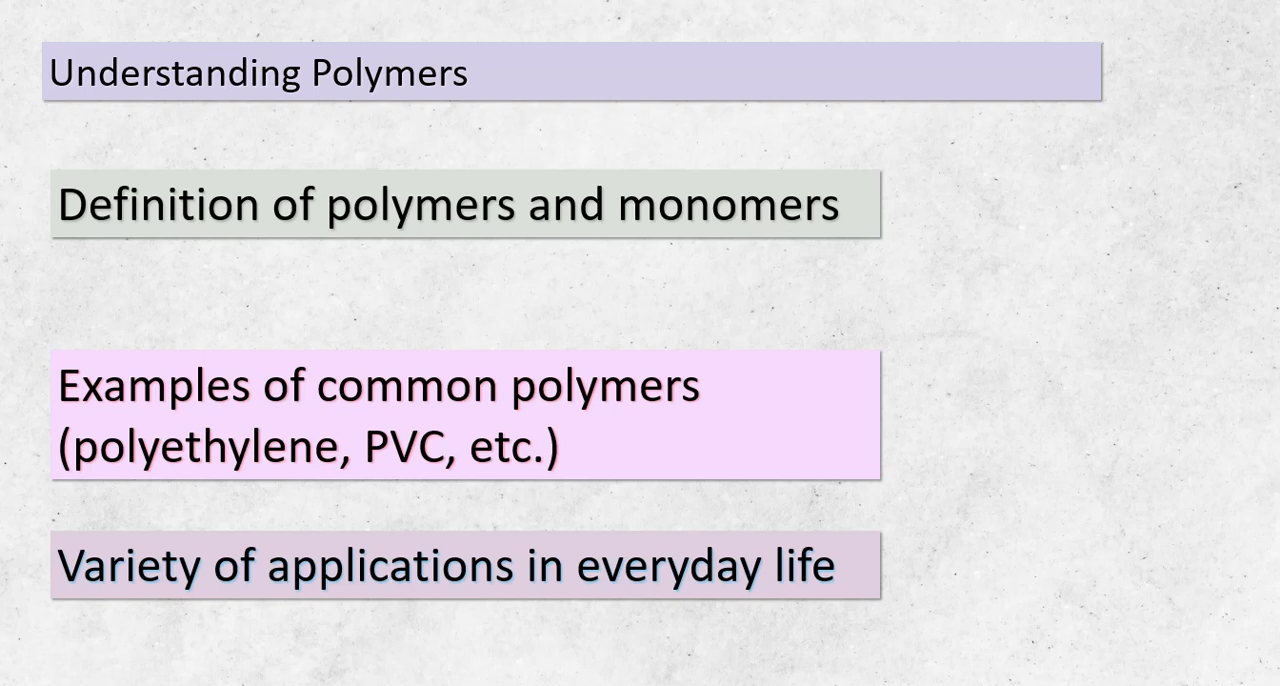 Understanding Polymers
Definition of polymers and monomers
Examples of common polymers
(polyethylene, PVC, etc.)
Variety of applications in everyday life